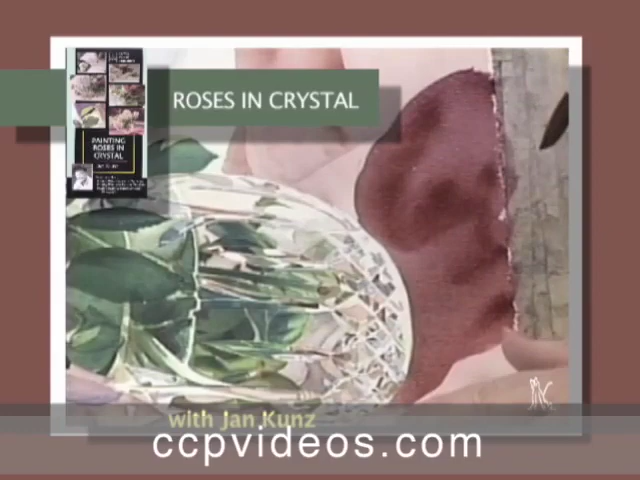 ROSES IN CRYSTAL
PAINTING
ROSES IN
CRYSTAL
with Jan Kunz
ccpvideos.com